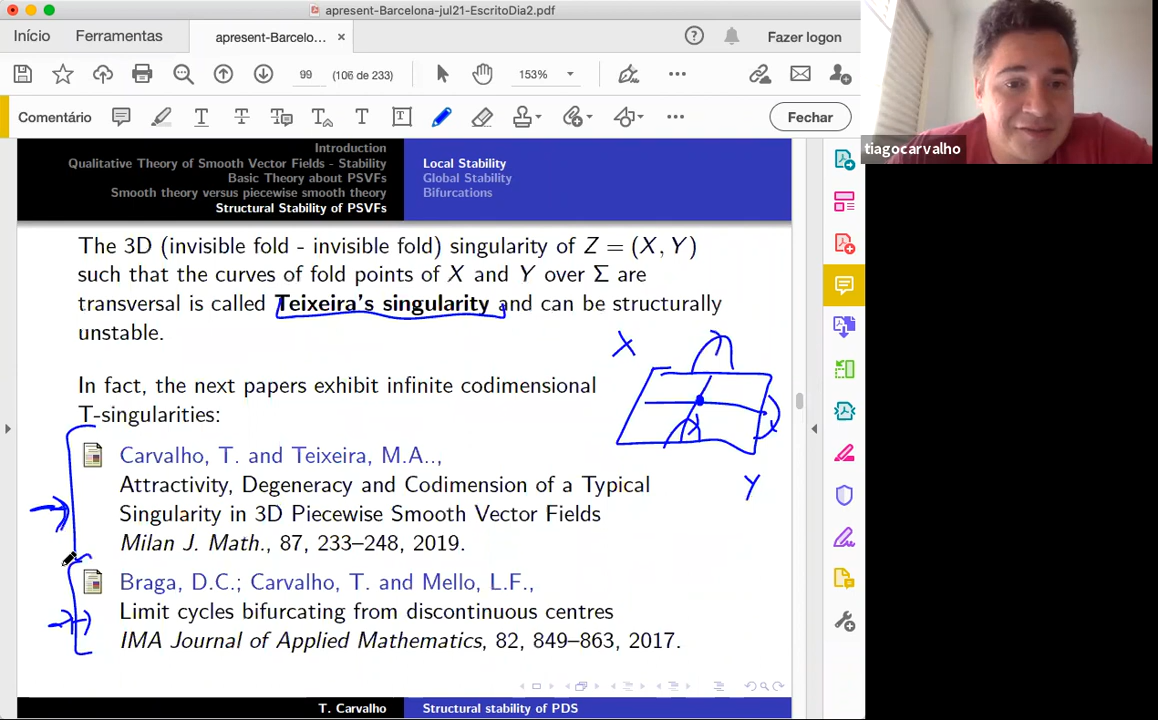 apresent-Barcelona-jul21-EscritoDia2.pdf
Início Ferramentas apresent-Barcelo... × Fazer logon
99 (106 de 233) 153%
Comentário Fechar
tiagocarvalho
Introduction
Qualitative Theory of Smooth Vector Fields - Stability
Basic Theory about PSVFs
Smooth theory versus piecewise smooth theory
Structural Stability of PSVFs
Local Stability
Global Stability
Bifurcations
The 3D (invisible fold - invisible fold) singularity of Z = (X, Y)
such that the curves of fold points of X and Y over Σ are
transversal is called Teixeira's singularity and can be structurally
unstable.
X
In fact, the next papers exhibit infinite codimensional
T-singularities:
Y
Carvalho, T. and Teixeira, M.A..,
Attractivity, Degeneracy and Codimension of a Typical
Singularity in 3D Piecewise Smooth Vector Fields
Milan J. Math., 87, 233–248, 2019.
Braga, D.C.; Carvalho, T. and Mello, L.F.,
Limit cycles bifurcating from discontinuous centres
IMA Journal of Applied Mathematics, 82, 849–863, 2017.
T. Carvalho Structural stability of PDS